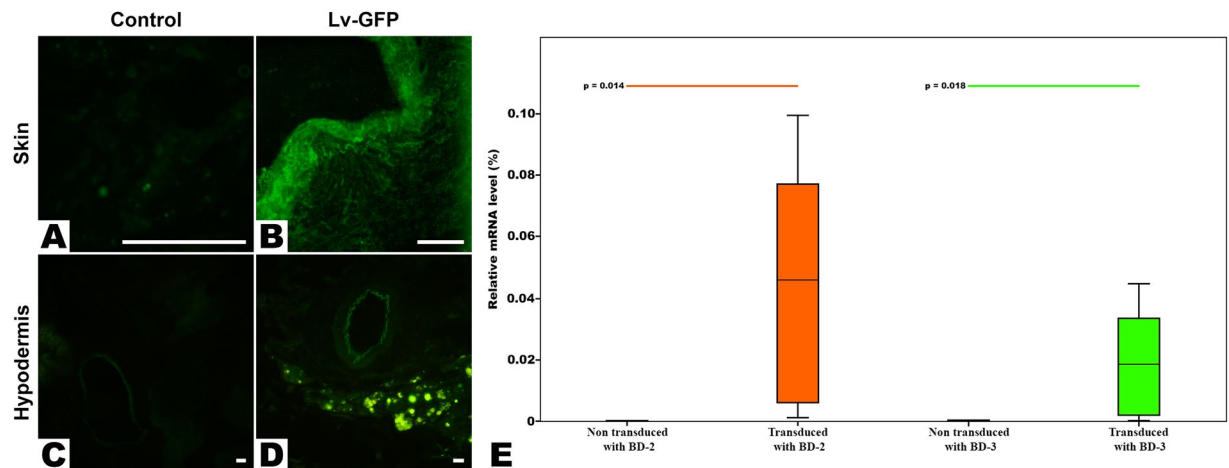 Control
Lv-GFP
Skin
A
B
Hypodermis
C
D
E
Relative mRNA level (%)
0.10
0.08
0.06
0.04
0.02
0
p = 0.014
p = 0.018
Non transduced
with BD-2
Transduced
with BD-2
Non transduced
with BD-3
Transduced
with BD-3